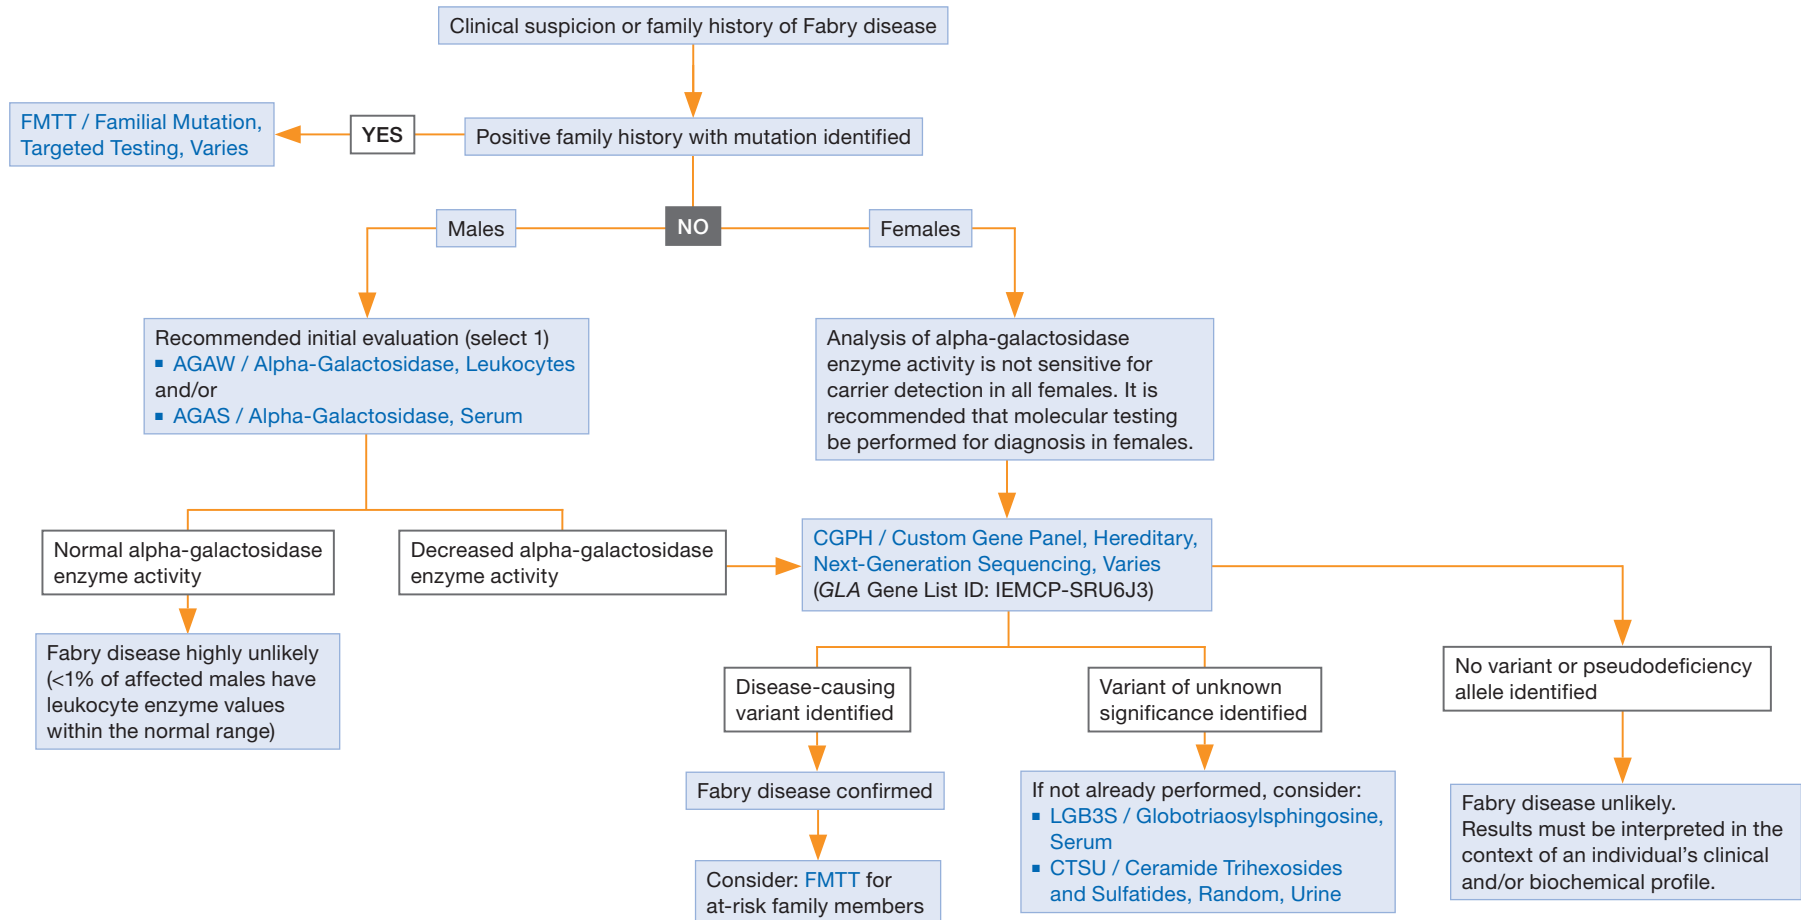 Clinical suspicion or family history of Fabry disease
FMTT / Familial Mutation,
Targeted Testing, Varies
YES
Positive family history with mutation identified
Males
NO
Females
Recommended initial evaluation (select 1)
▪ AGAW / Alpha-Galactosidase, Leukocytes
and/or
▪ AGAS / Alpha-Galactosidase, Serum
Analysis of alpha-galactosidase
enzyme activity is not sensitive for
carrier detection in all females. It is
recommended that molecular testing
be performed for diagnosis in females.
Normal alpha-galactosidase
enzyme activity
Decreased alpha-galactosidase
enzyme activity
CGPH / Custom Gene Panel, Hereditary,
Next-Generation Sequencing, Varies
(GLA Gene List ID: IEMCP-SRU6J3)
Fabry disease highly unlikely
(<1% of affected males have
leukocyte enzyme values
within the normal range)
Disease-causing
variant identified
Variant of unknown
significance identified
No variant or pseudodeficiency
allele identified
Fabry disease confirmed
If not already performed, consider:
▪ LGB3S / Globotriaosylsphingosine,
Serum
▪ CTSU / Ceramide Trihexosides
and Sulfatides, Random, Urine
Fabry disease unlikely.
Results must be interpreted in the
context of an individual’s clinical
and/or biochemical profile.
Consider: FMTT for
at-risk family members